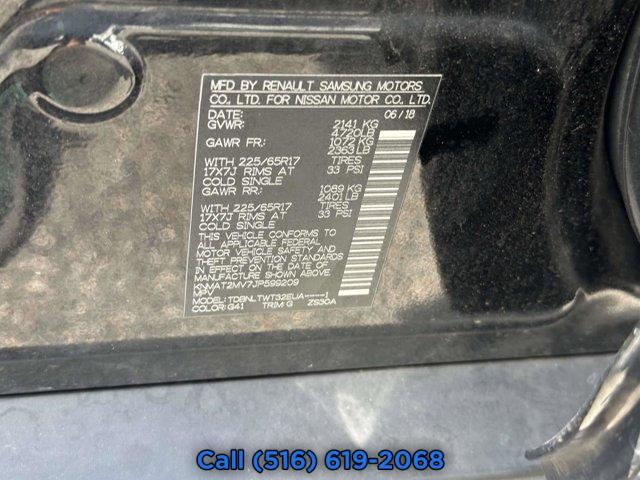 MFD BY RENAULT SAMSUNG MOTORS
CO., LTD. FOR NISSAN MOTOR CO., LTD.
DATE: 06/18
GVWR: 2141 KG
4720LB
GAWR FR: 1072 KG
2363 LB
WITH 225/65R17 TIRES
17X7J RIMS AT 33 PSI
COLD SINGLE
GAWR RR: 1089 KG
2401 LB
WITH 225/65R17 TIRES
17X7J RIMS AT 33 PSI
COLD SINGLE
THIS VEHICLE CONFORMS TO
ALL APPLICABLE FEDERAL
MOTOR VEHICLE SAFETY AND
THEFT PREVENTION STANDARDS
IN EFFECT ON THE DATE OF
MANUFACTURE SHOWN ABOVE.
KNMAT2MV7JP599209
MPV
MODEL: TDBNLTWT32EUA-----1
COLOR: G41 TRIM: G ZS30A
Call (516) 619-2068